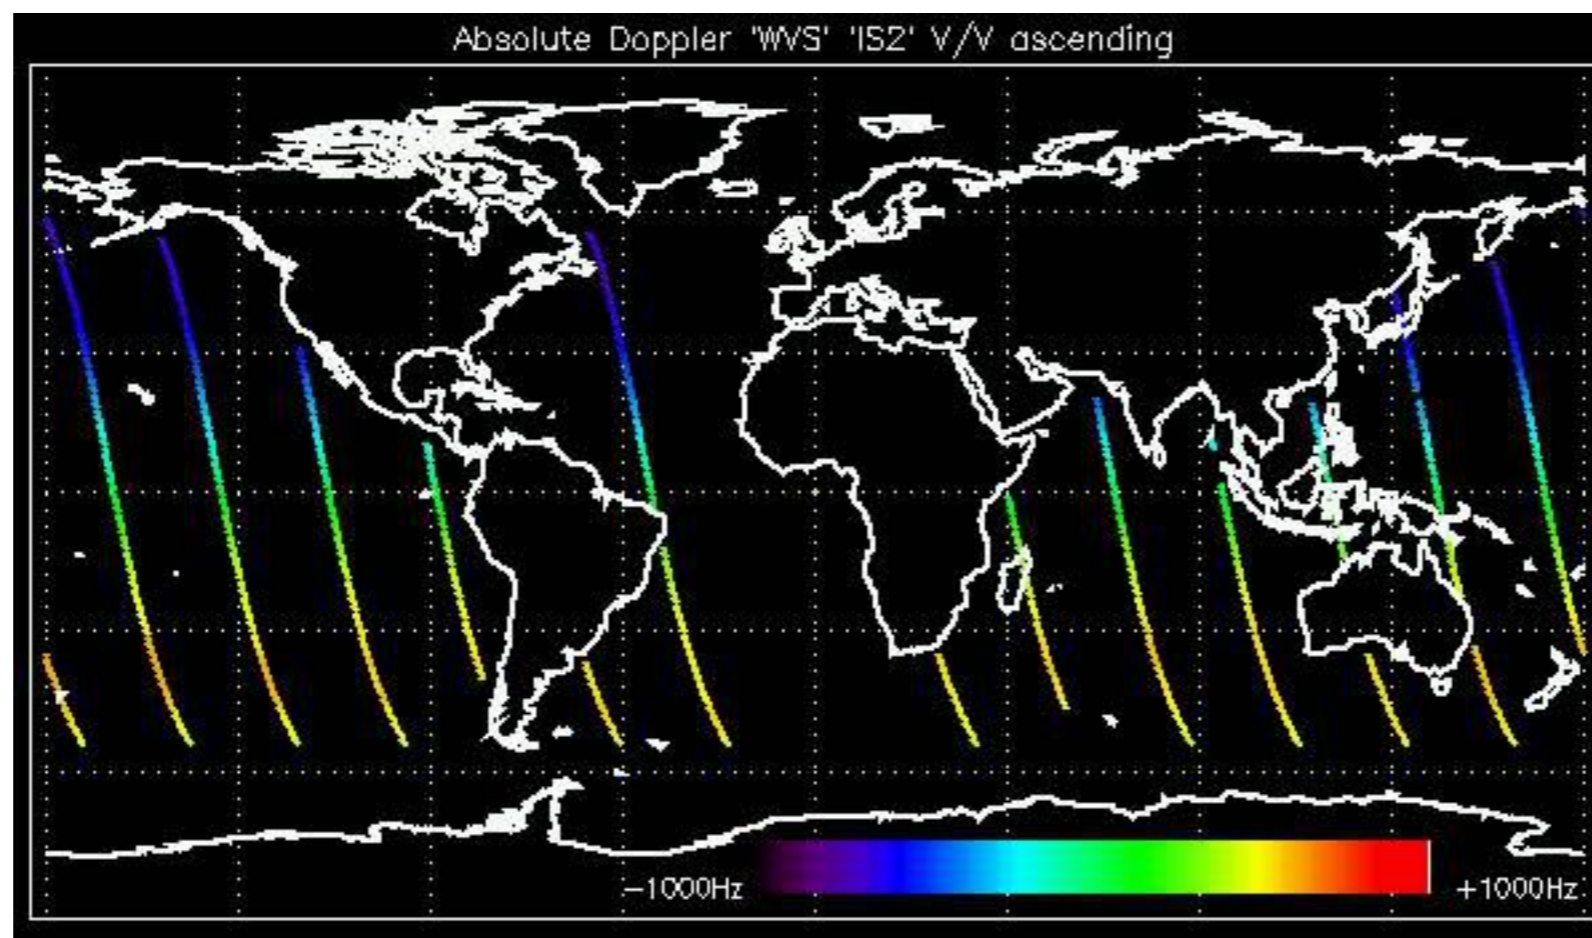 Absolute Doppler 'WVS' 'IS2' V/V ascending
−1000Hz +1000Hz